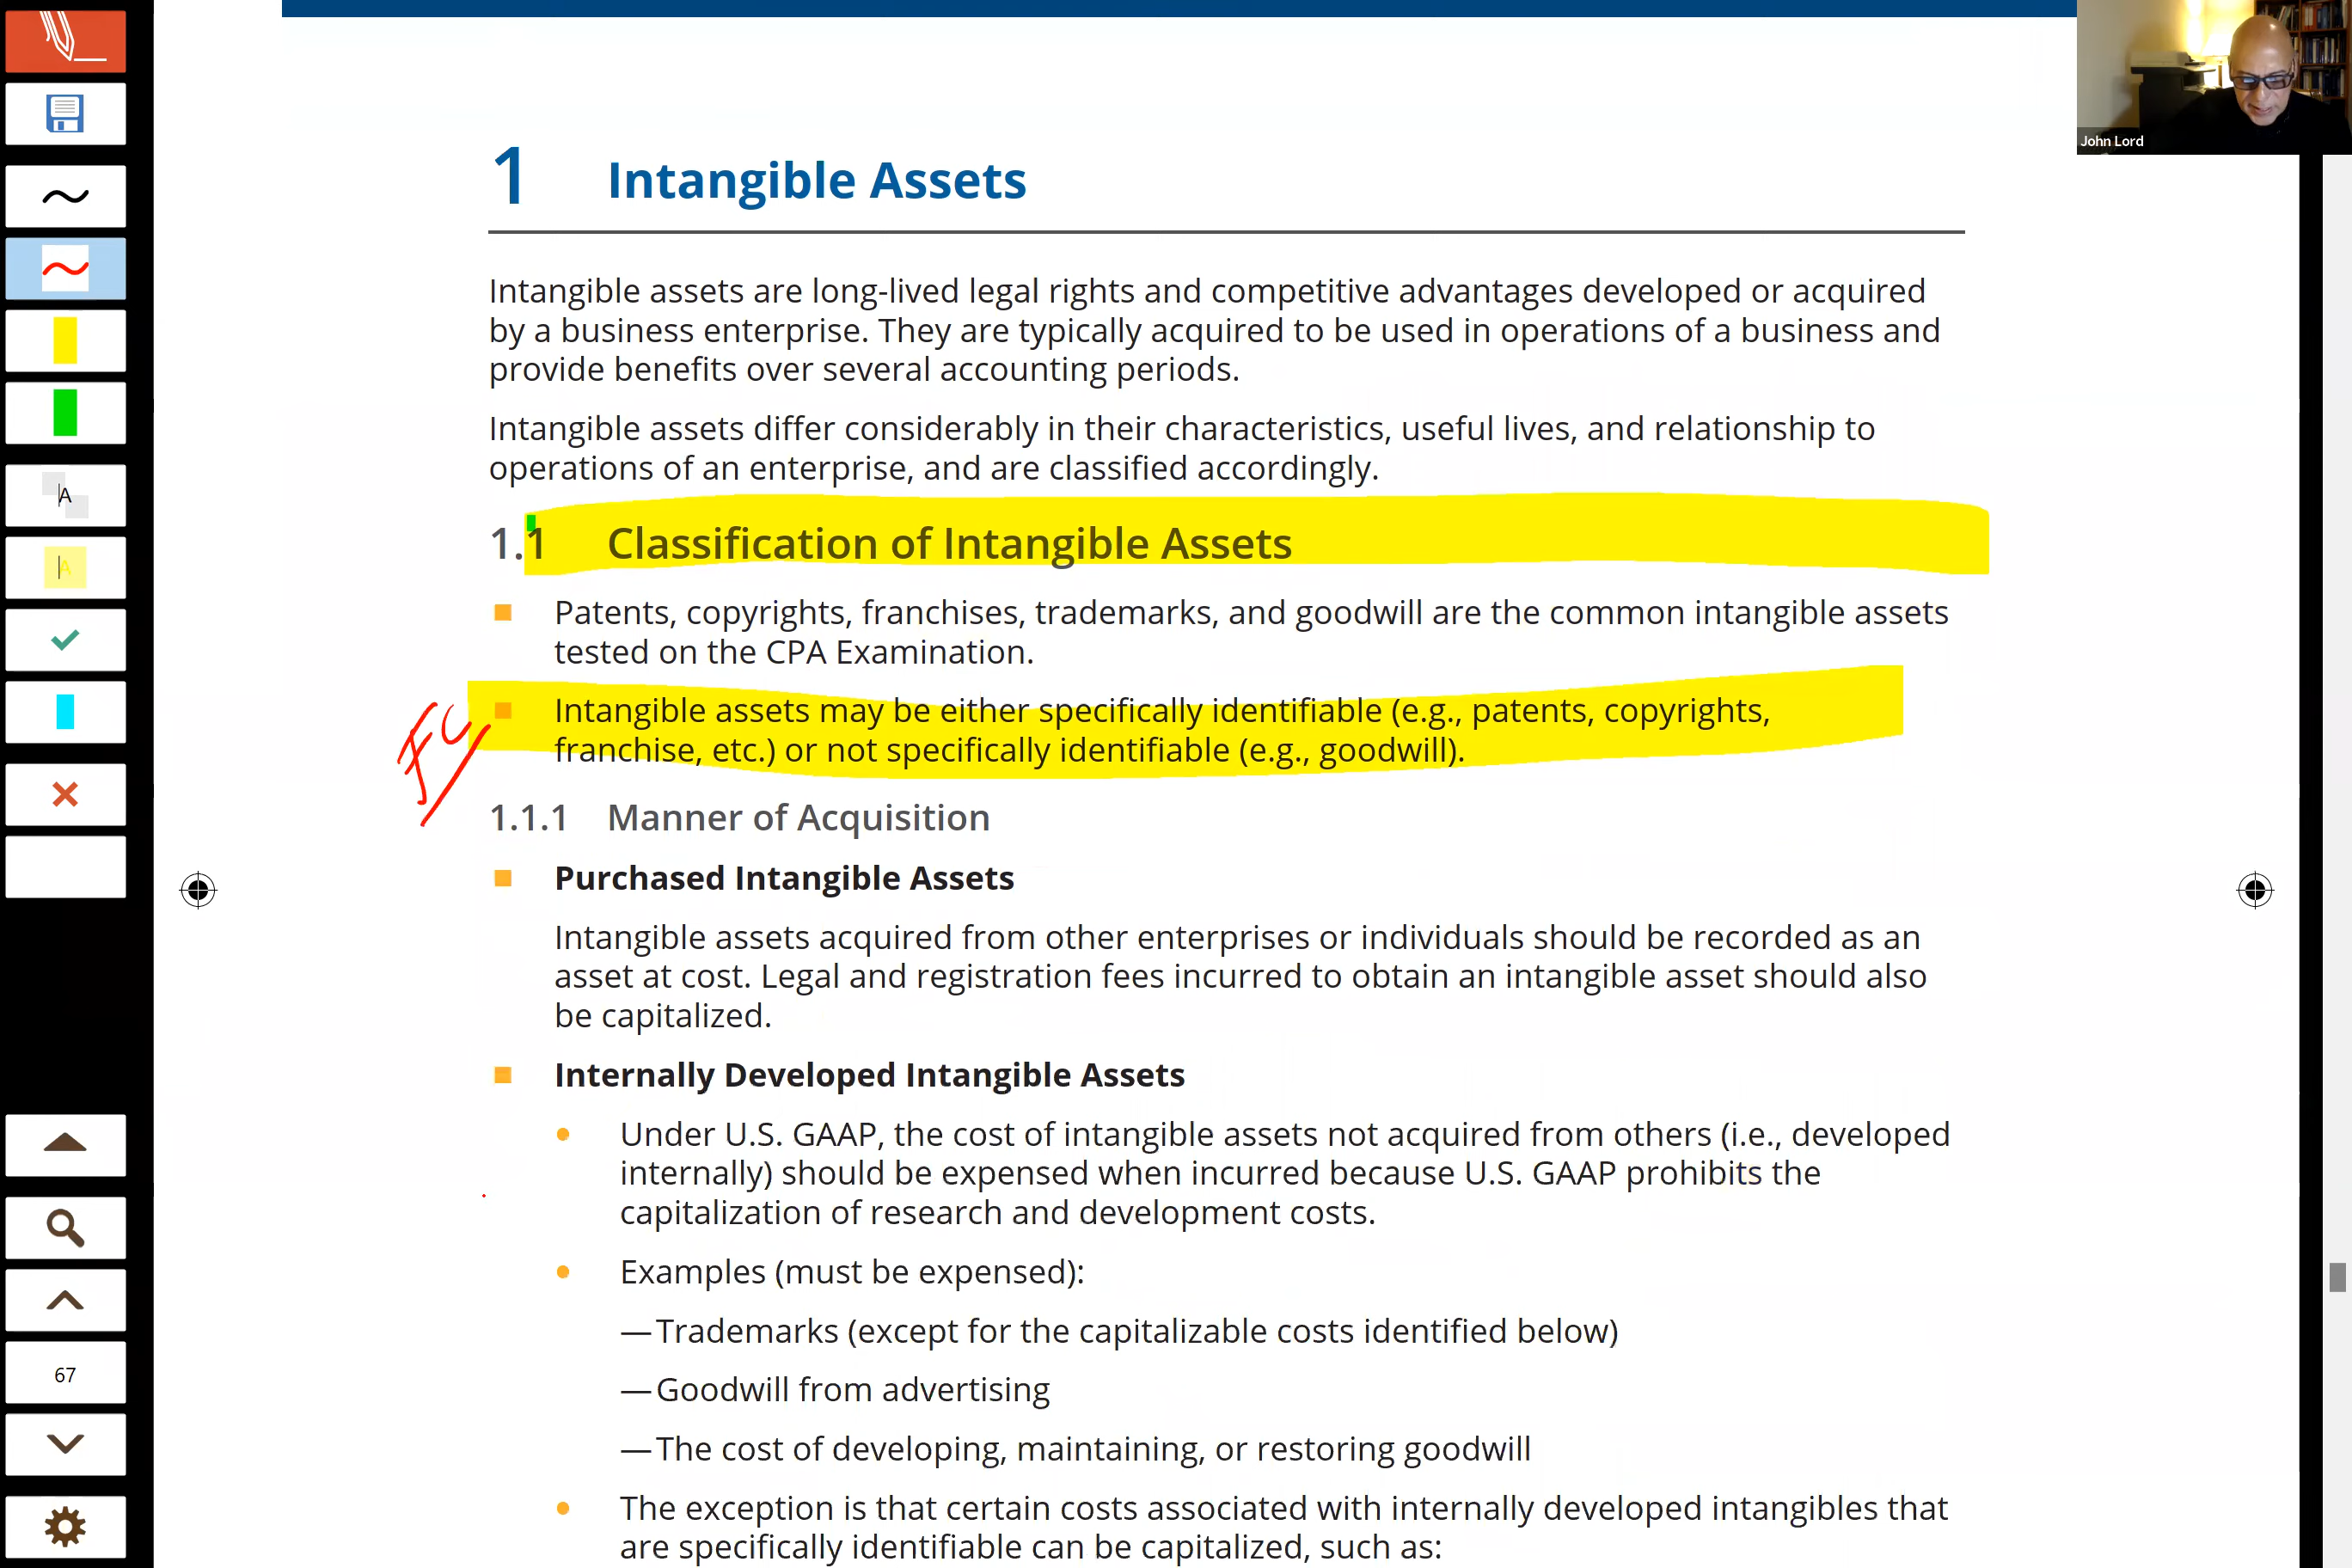 John Lord
1 Intangible Assets
Intangible assets are long-lived legal rights and competitive advantages developed or acquired
by a business enterprise. They are typically acquired to be used in operations of a business and
provide benefits over several accounting periods.
Intangible assets differ considerably in their characteristics, useful lives, and relationship to
operations of an enterprise, and are classified accordingly.
1.1 Classification of Intangible Assets
■ Patents, copyrights, franchises, trademarks, and goodwill are the common intangible assets
tested on the CPA Examination.
FC
■ Intangible assets may be either specifically identifiable (e.g., patents, copyrights,
franchise, etc.) or not specifically identifiable (e.g., goodwill).
1.1.1 Manner of Acquisition
■ Purchased Intangible Assets
Intangible assets acquired from other enterprises or individuals should be recorded as an
asset at cost. Legal and registration fees incurred to obtain an intangible asset should also
be capitalized.
■ Internally Developed Intangible Assets
• Under U.S. GAAP, the cost of intangible assets not acquired from others (i.e., developed
internally) should be expensed when incurred because U.S. GAAP prohibits the
capitalization of research and development costs.
• Examples (must be expensed):
—Trademarks (except for the capitalizable costs identified below)
—Goodwill from advertising
—The cost of developing, maintaining, or restoring goodwill
• The exception is that certain costs associated with internally developed intangibles that
are specifically identifiable can be capitalized, such as:
A
A
67